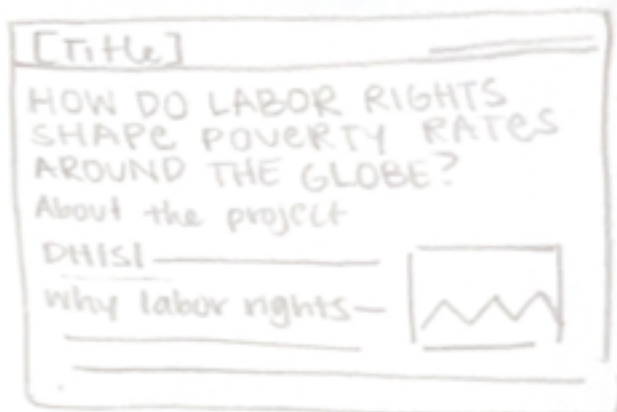 [Title]
HOW DO LABOR RIGHTS
SHAPE POVERTY RATES
AROUND THE GLOBE?
About the project
DHISI
Why labor rights